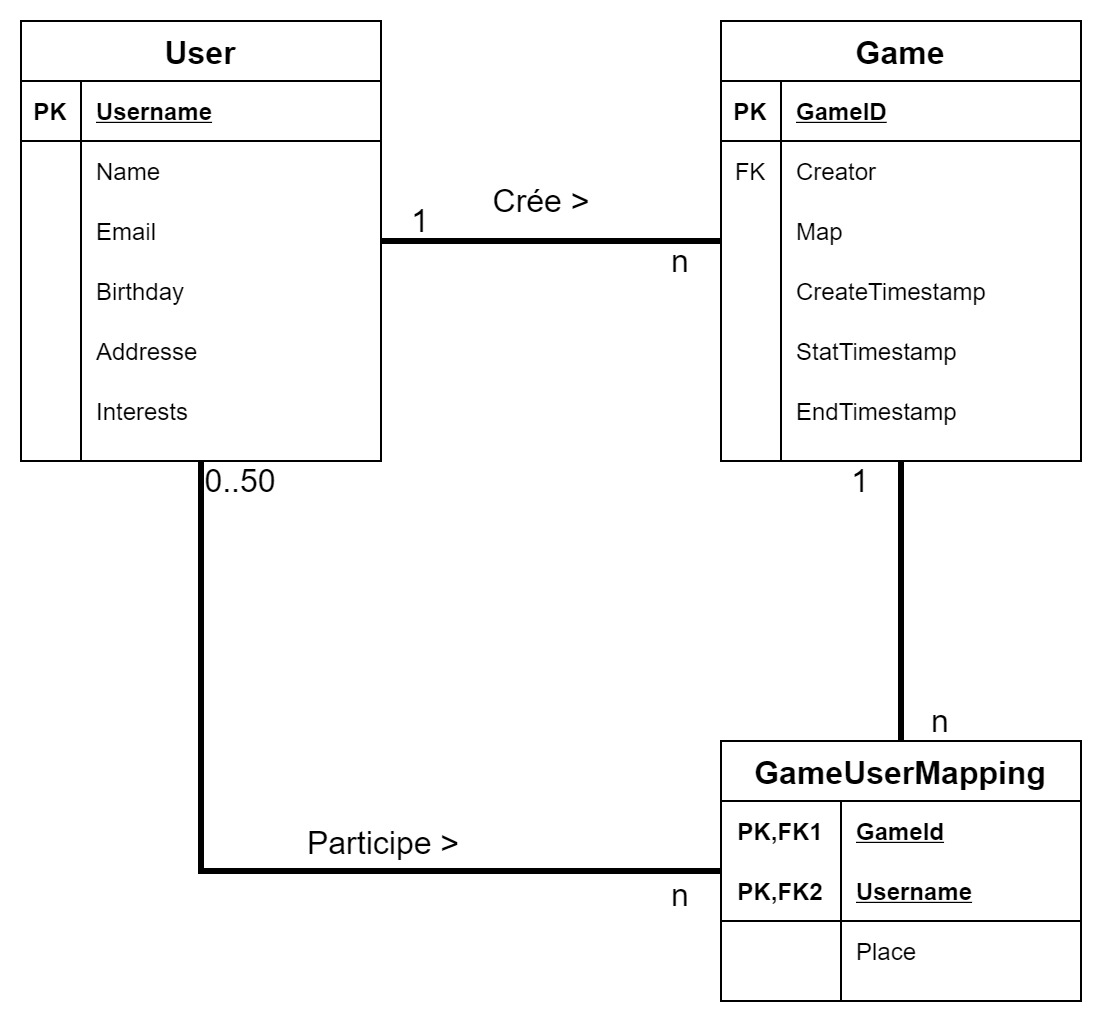 User
PK Username
Name
Email
Birthday
Addresse
Interests
Crée >
1
n
Game
PK GameID
FK Creator
Map
CreateTimestamp
StatTimestamp
EndTimestamp
0..50
1
n
Participe >
n
GameUserMapping
PK,FK1 GameId
PK,FK2 Username
Place